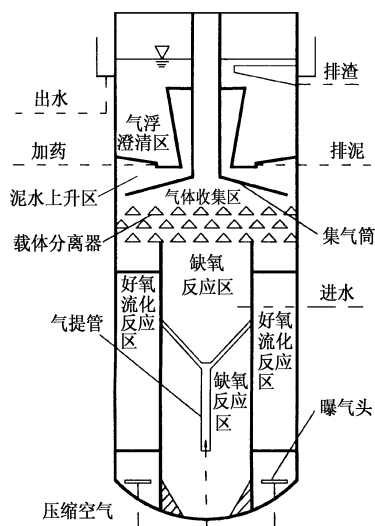 排渣
出水
气浮
澄清区
加药
排泥
泥水上升区
气体收集区
载体分离器
集气筒
缺氧
反应区
好氧
流化
反应
区
进水
好氧
流化
反应
区
气提管
缺氧
反应
区
曝气头
压缩空气